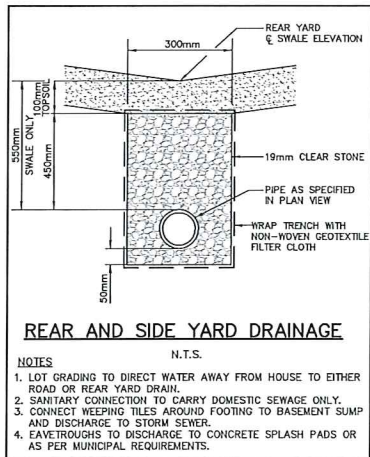 REAR YARD
℄ SWALE ELEVATION
300mm
100mm
TOPSOIL
550mm
SWALE ONLY
450mm
19mm CLEAR STONE
PIPE AS SPECIFIED
IN PLAN VIEW
WRAP TRENCH WITH
NON-WOVEN GEOTEXTILE
FILTER CLOTH
50mm
REAR AND SIDE YARD DRAINAGE
N.T.S.
NOTES
1. LOT GRADING TO DIRECT WATER AWAY FROM HOUSE TO EITHER
ROAD OR REAR YARD DRAIN.
2. SANITARY CONNECTION TO CARRY DOMESTIC SEWAGE ONLY.
3. CONNECT WEEPING TILES AROUND FOOTING TO BASEMENT SUMP
AND DISCHARGE TO STORM SEWER.
4. EAVETROUGHS TO DISCHARGE TO CONCRETE SPLASH PADS OR
AS PER MUNICIPAL REQUIREMENTS.